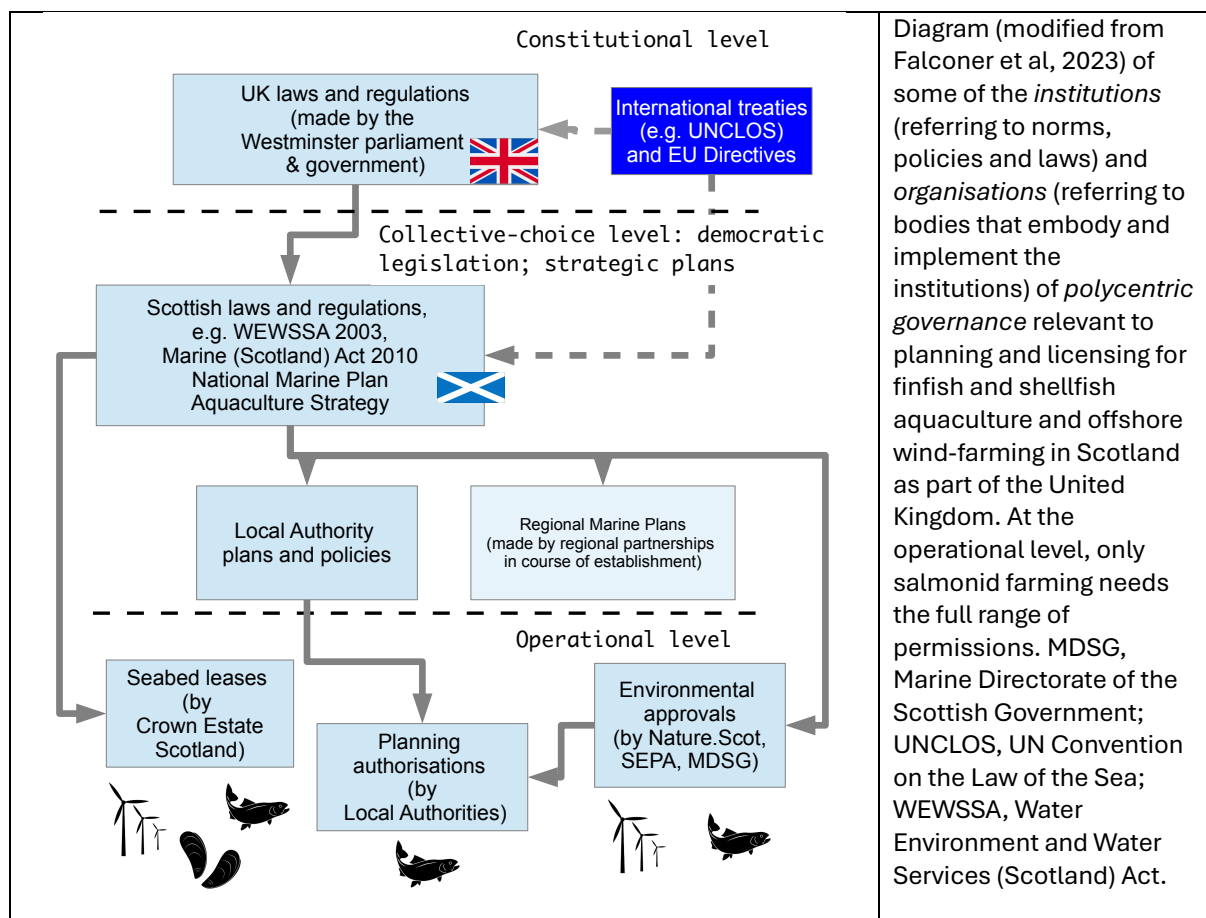 Constitutional level
UK laws and regulations
(made by the
Westminster parliament
& government)
International treaties
(e.g. UNCLOS)
and EU Directives
Collective-choice level: democratic
legislation; strategic plans
Scottish laws and regulations,
e.g. WEWSSA 2003,
Marine (Scotland) Act 2010
National Marine Plan
Aquaculture Strategy
Local Authority
plans and policies
Regional Marine Plans
(made by regional partnerships
in course of establishment)
Operational level
Seabed leases
(by
Crown Estate
Scotland)
Planning
authorisations
(by
Local Authorities)
Environmental
approvals
(by Nature.Scot,
SEPA, MDSG)
Diagram (modified from
Falconer et al, 2023) of
some of the institutions
(referring to norms,
policies and laws) and
organisations (referring to
bodies that embody and
implement the
institutions) of polycentric
governance relevant to
planning and licensing for
finfish and shellfish
aquaculture and offshore
wind-farming in Scotland
as part of the United
Kingdom. At the
operational level, only
salmonid farming needs
the full range of
permissions. MDSG,
Marine Directorate of the
Scottish Government;
UNCLOS, UN Convention
on the Law of the Sea;
WEWSSA, Water
Environment and Water
Services (Scotland) Act.